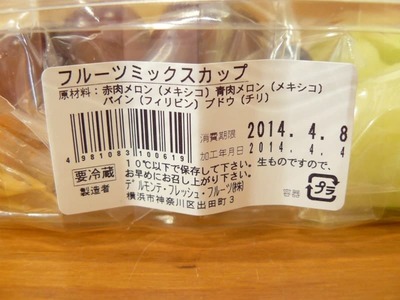 フルーツミックスカップ
原材料：赤肉メロン（メキシコ）青肉メロン（メキシコ）
パイン（フィリピン）ブドウ（チリ）
消費期限 2014. 4. 8
加工年月日 2014. 4. 4
4981083100619
10℃以下で保存して下さい。生ものですので、
お早めにお召し上がり下さい。
要冷蔵
製造者 デルモンテ・フレッシュ・フルーツ(株)
横浜市神奈川区出田町3
容器 プラ